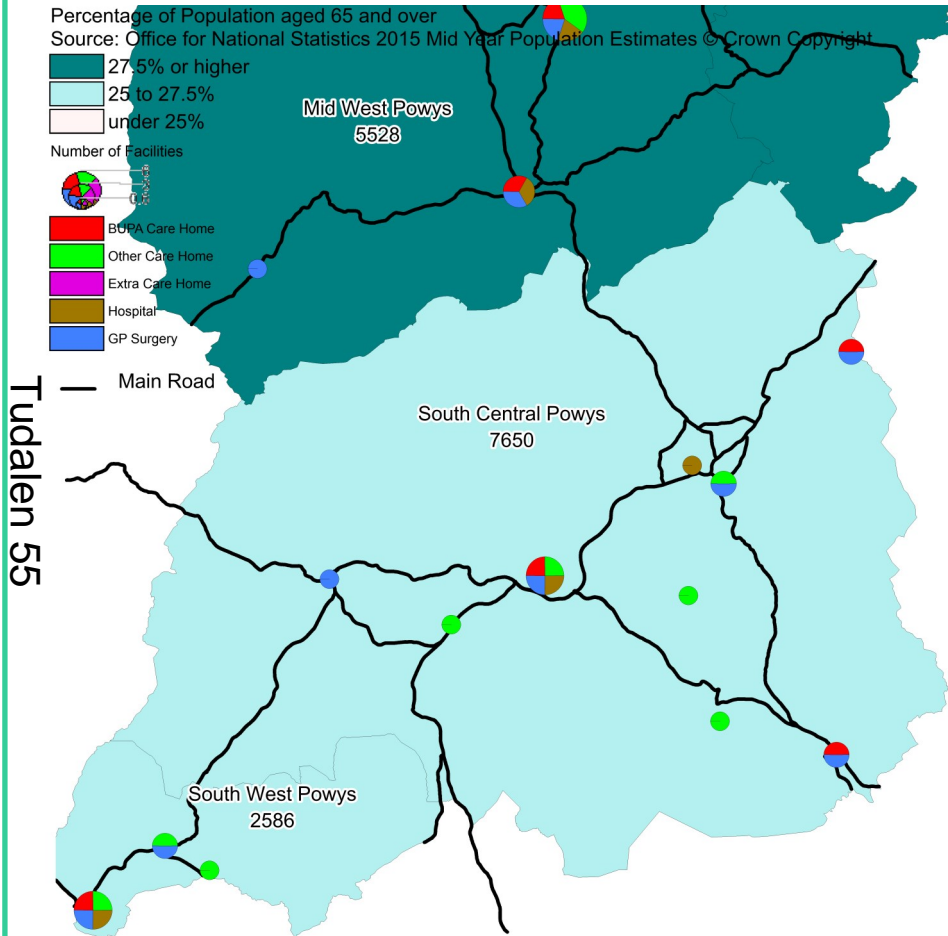 Percentage of Population aged 65 and over
Source: Office for National Statistics 2015 Mid Year Population Estimates © Crown Copyright
27.5% or higher
25 to 27.5%
under 25%
Number of Facilities
BUPA Care Home
Other Care Home
Extra Care Home
Hospital
GP Surgery
Main Road
Mid West Powys
5528
South Central Powys
7650
South West Powys
2586
Tudalen 55